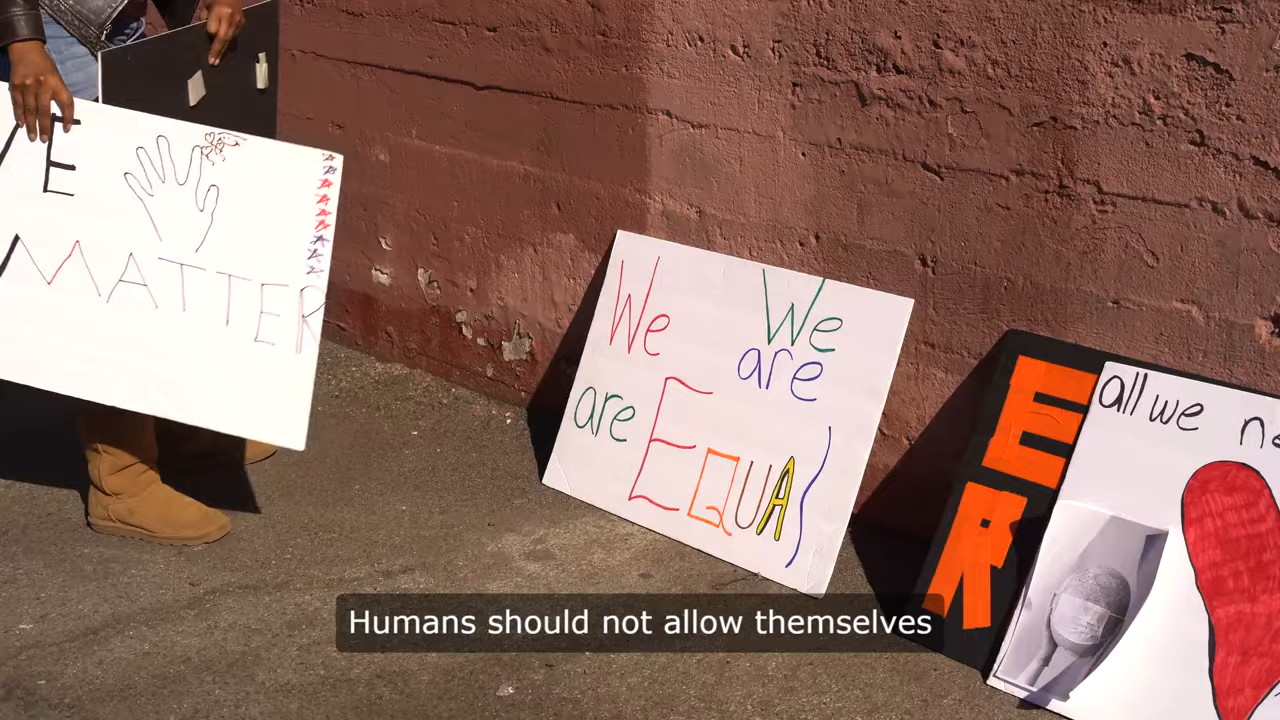 E
MATTER
We We
are
are EQUAL
ER
all we
Humans should not allow themselves